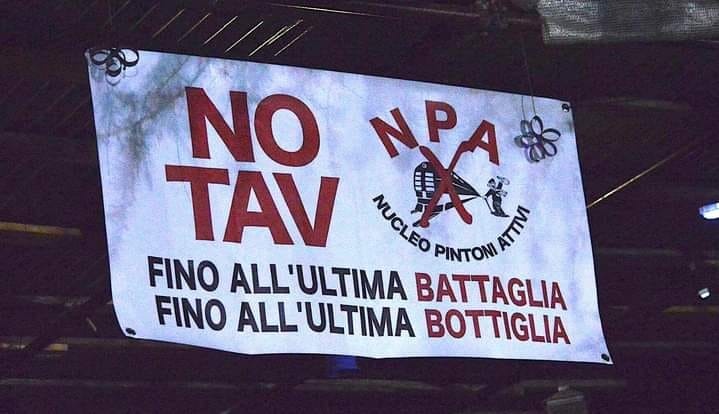 NO
TAV
NPA
NUCLEO PINTONI ATTIVI
FINO ALL'ULTIMA BATTAGLIA
FINO ALL'ULTIMA BOTTIGLIA